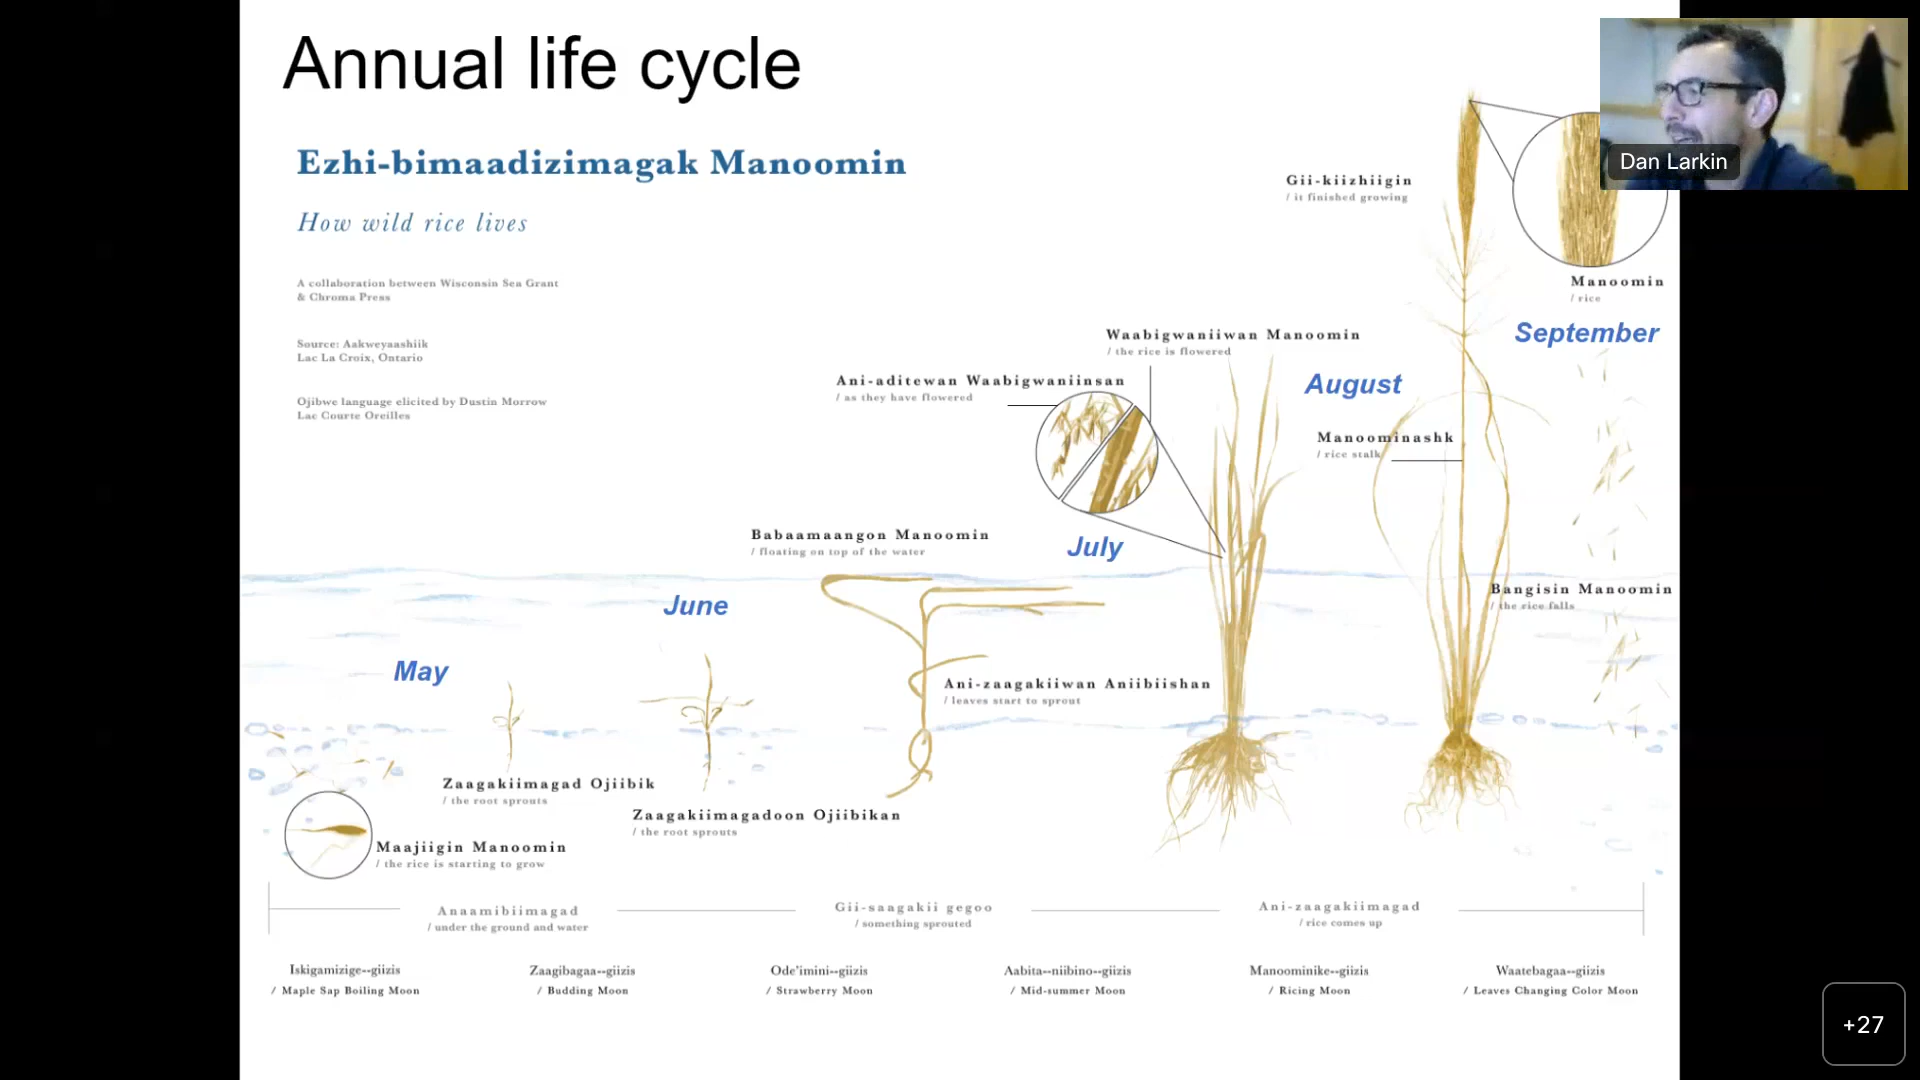 Annual life cycle
Ezhi-bimaadizimagak Manoomin
How wild rice lives
A collaboration between Wisconsin Sea Grant
& Chroma Press
Source: Aakweyaashiik
Lac La Croix, Ontario
Ojibwe language elicited by Dustin Morrow
Lac Courte Oreilles
Dan Larkin
Gii-kiizhiigin
/ it finished growing
Manoomin
/ rice
September
Waabigwaniiwan Manoomin
/ the rice is flowered
Ani-aditewan Waabigwaniinsan
/ as they have flowered
August
Manoominashk
/ rice stalk
Babaamaangon Manoomin
/ floating on top of the water
July
Bangisin Manoomin
/ the rice falls
June
May
Ani-zaagakiiwan Aniibiishan
/ leaves start to sprout
Zaagakiimagad Ojiibik
/ the root sprouts
Zaagakiimagadoon Ojiibikan
/ the root sprouts
Maajiigin Manoomin
/ the rice is starting to grow
Anaamibiimagad
/ under the ground and water
Gii-saagakii gegoo
/ something sprouted
Ani-zaagakiimagad
/ rice comes up
Iskigamizige--giizis
/ Maple Sap Boiling Moon
Zaagibagaa--giizis
/ Budding Moon
Ode'imini--giizis
/ Strawberry Moon
Aabita--niibino--giizis
/ Mid-summer Moon
Manoominike--giizis
/ Ricing Moon
Waatebagaa--giizis
/ Leaves Changing Color Moon
+27